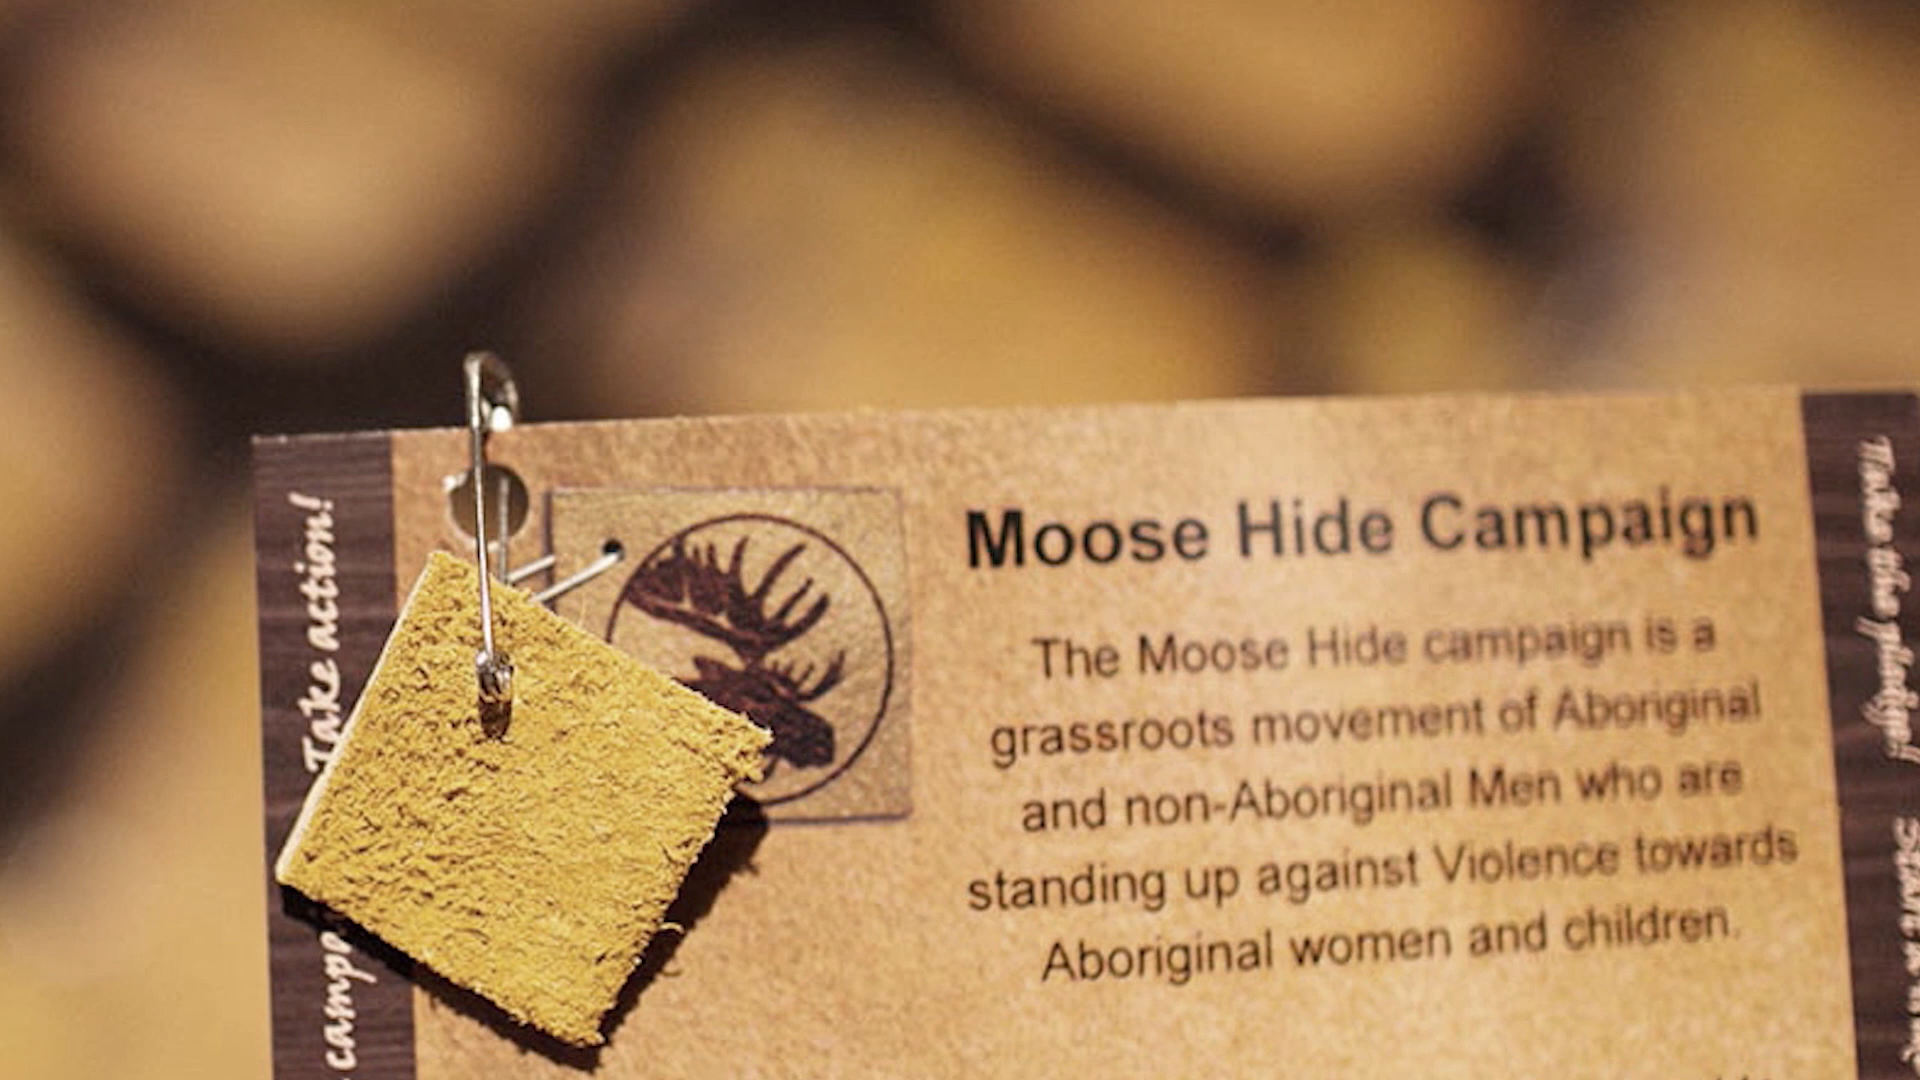 Take action!
Moose Hide Campaign
The Moose Hide campaign is a
grassroots movement of Aboriginal
and non-Aboriginal Men who are
standing up against Violence towards
Aboriginal women and children.
Take the pledge!